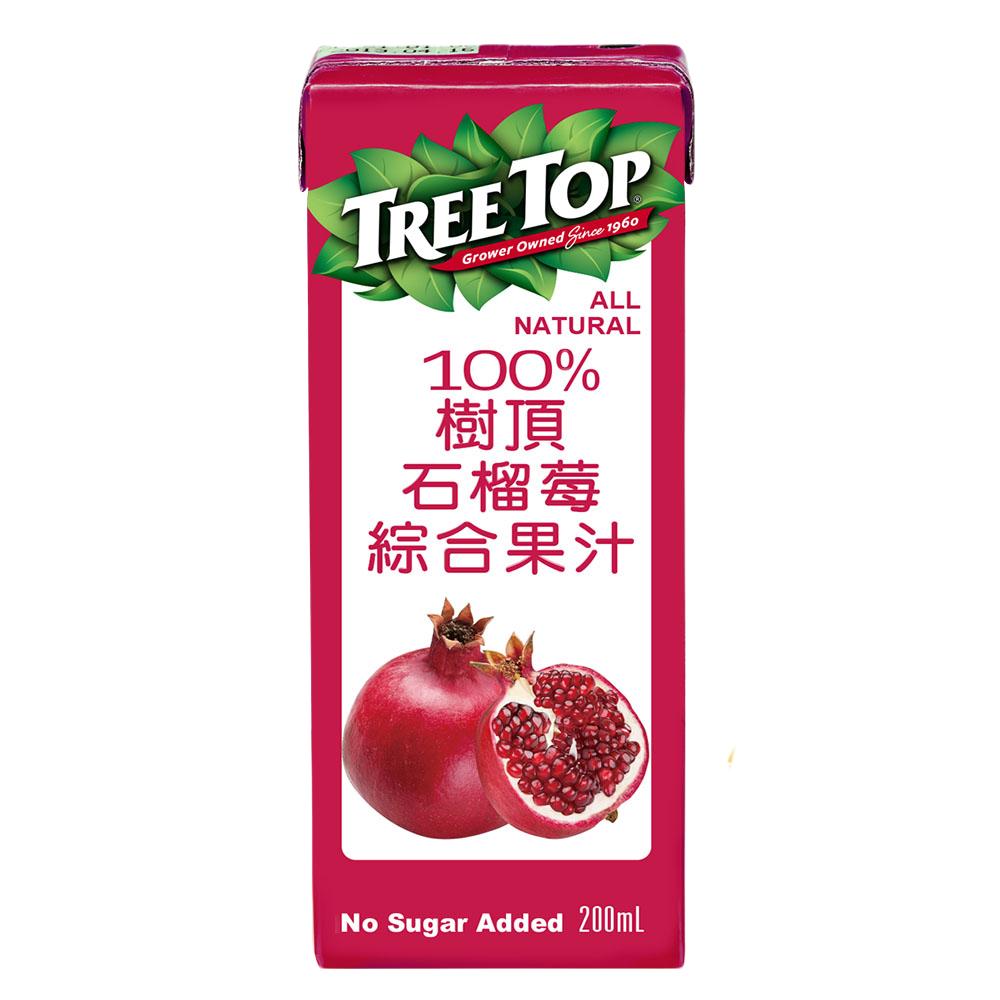 TREE TOP®
Grower Owned Since 1960
ALL
NATURAL
100%
樹頂
石榴莓
綜合果汁
No Sugar Added 200mL